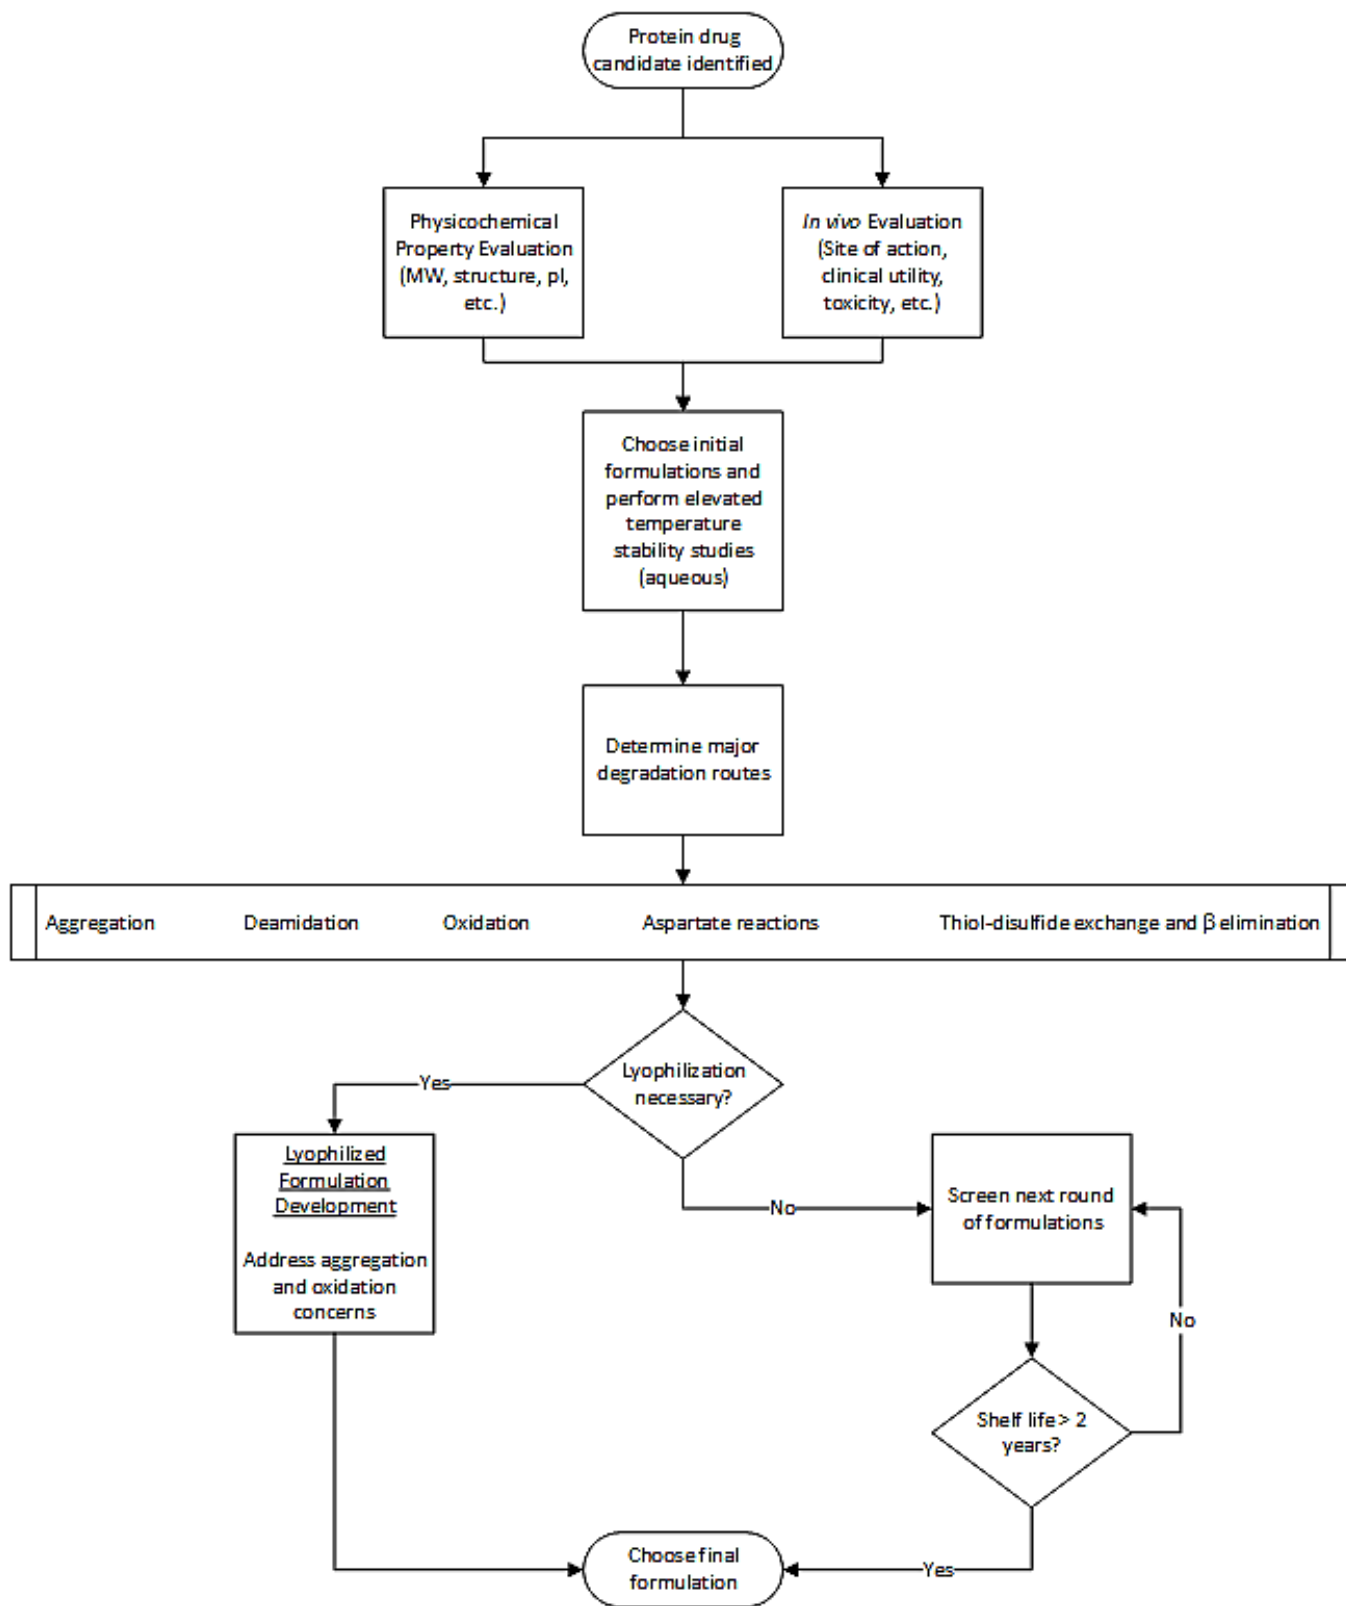 Protein drug
candidate identified
Physicochemical
Property Evaluation
(MW, structure, pI,
etc.)
In vivo Evaluation
(Site of action,
clinical utility,
toxicity, etc.)
Choose initial
formulations and
perform elevated
temperature
stability studies
(aqueous)
Determine major
degradation routes
Aggregation Deamidation Oxidation Aspartate reactions Thiol-disulfide exchange and β elimination
Lyophilization
necessary?
Yes
No
Lyophilized
Formulation
Development
Address aggregation
and oxidation
concerns
Screen next round
of formulations
No
Shelf life > 2
years?
Yes
Choose final
formulation